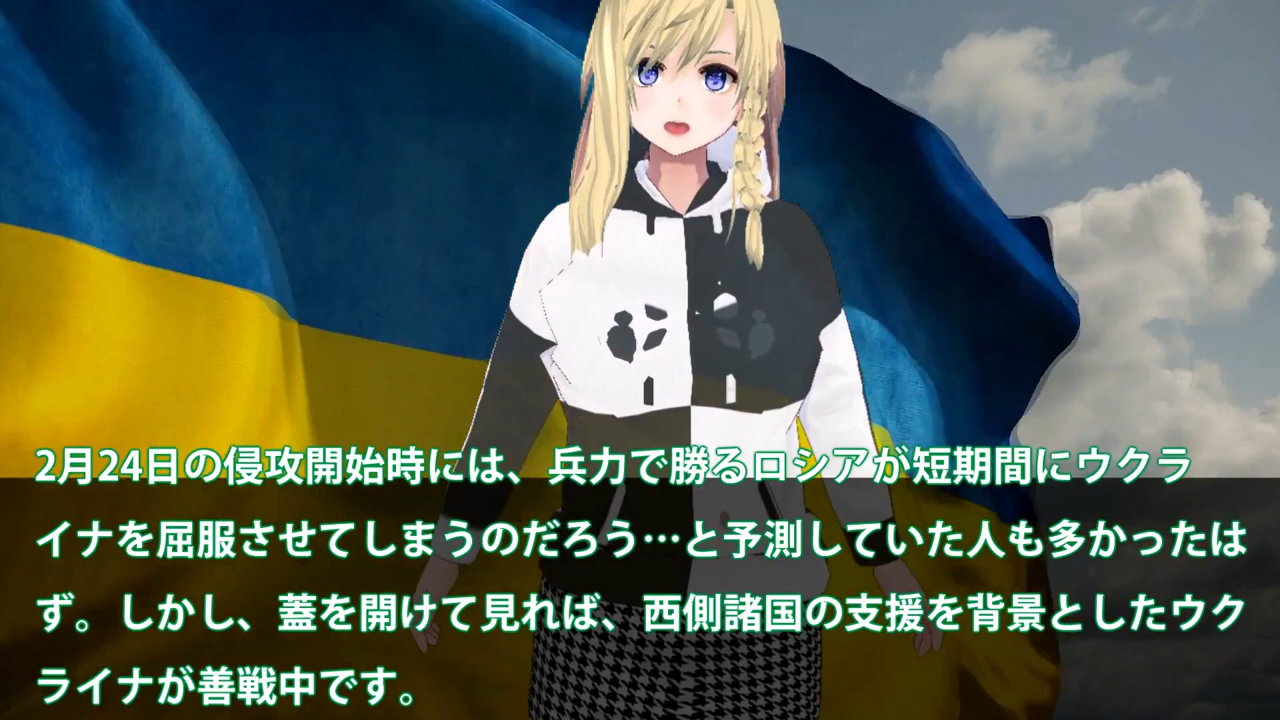 2月24日の侵攻開始時には、兵力で勝るロシアが短期間にウクラ
イナを屈服させてしまうのだろう…と予測していた人も多かったは
ず。しかし、蓋を開けて見れば、西側諸国の支援を背景としたウク
ライナが善戦中です。